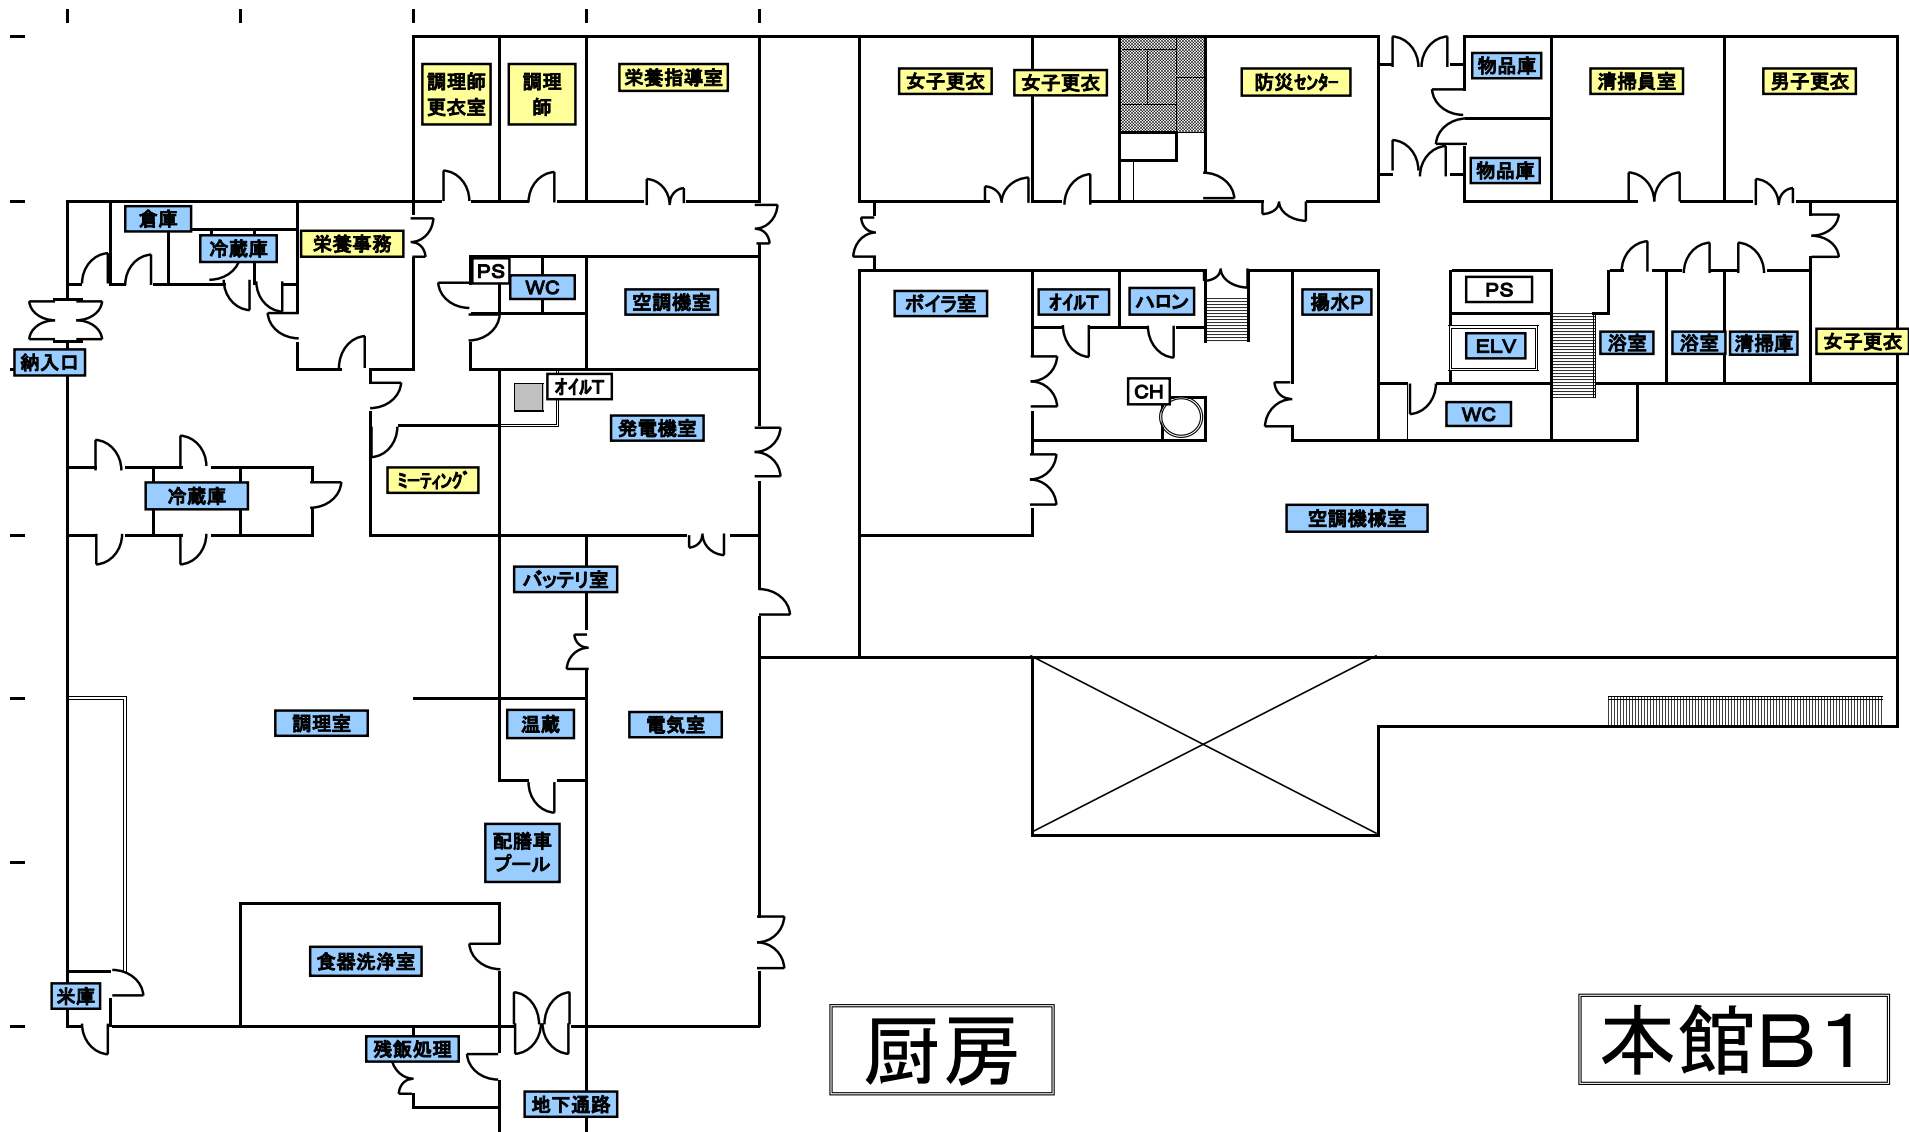 調理師
更衣室
調理
師
栄養指導室
女子更衣
女子更衣
防災センター
物品庫
清掃員室
男子更衣
物品庫
倉庫
冷蔵庫
栄養事務
PS
WC
空調機室
ボイラ室
オイルT
ハロン
揚水P
PS
ELV
浴室
浴室
清掃庫
女子更衣
納入口
オイルT
CH
WC
発電機室
ミーティング
冷蔵庫
空調機械室
バッテリ室
調理室
温蔵
電気室
配膳車
プール
食器洗浄室
米庫
残飯処理
地下通路
厨房
本館B1